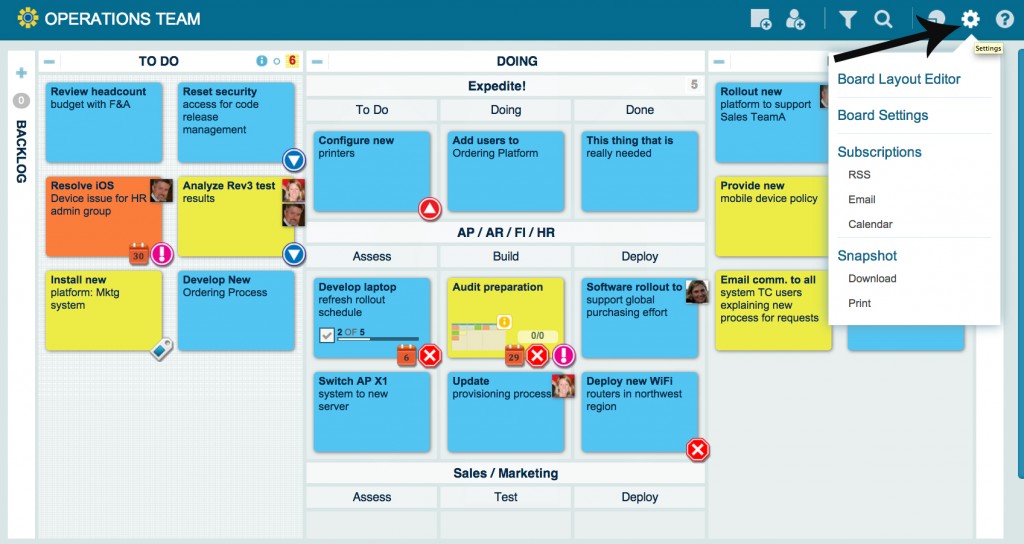 OPERATIONS TEAM
Settings
0
BACKLOG
TO DO
6
DOING
Expedite!
5
To Do
Doing
Done
Review headcount
budget with F&A
Reset security
access for code
release
management
Resolve iOS
Device issue for HR
admin group
30
Analyze Rev3 test
results
Install new
platform: Mktg
system
Develop New
Ordering Process
Configure new
printers
Add users to
Ordering Platform
This thing that is
really needed
AP / AR / FI / HR
Assess
Build
Deploy
Develop laptop
refresh rollout
schedule
2 OF 5
6
Audit preparation
0/0
29
Software rollout to
support global
purchasing effort
Switch AP X1
system to new
server
Update
provisioning process
Deploy new WiFi
routers in northwest
region
Sales / Marketing
Assess
Test
Deploy
Rollout new
platform to support
Sales TeamA
Provide new
mobile device policy
Email comm. to all
system TC users
explaining new
process for requests
Board Layout Editor
Board Settings
Subscriptions
RSS
Email
Calendar
Snapshot
Download
Print